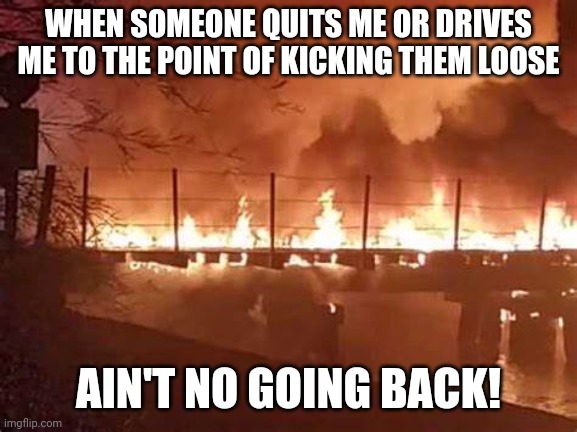 WHEN SOMEONE QUITS ME OR DRIVES
ME TO THE POINT OF KICKING THEM LOOSE
AIN'T NO GOING BACK!
imgflip.com